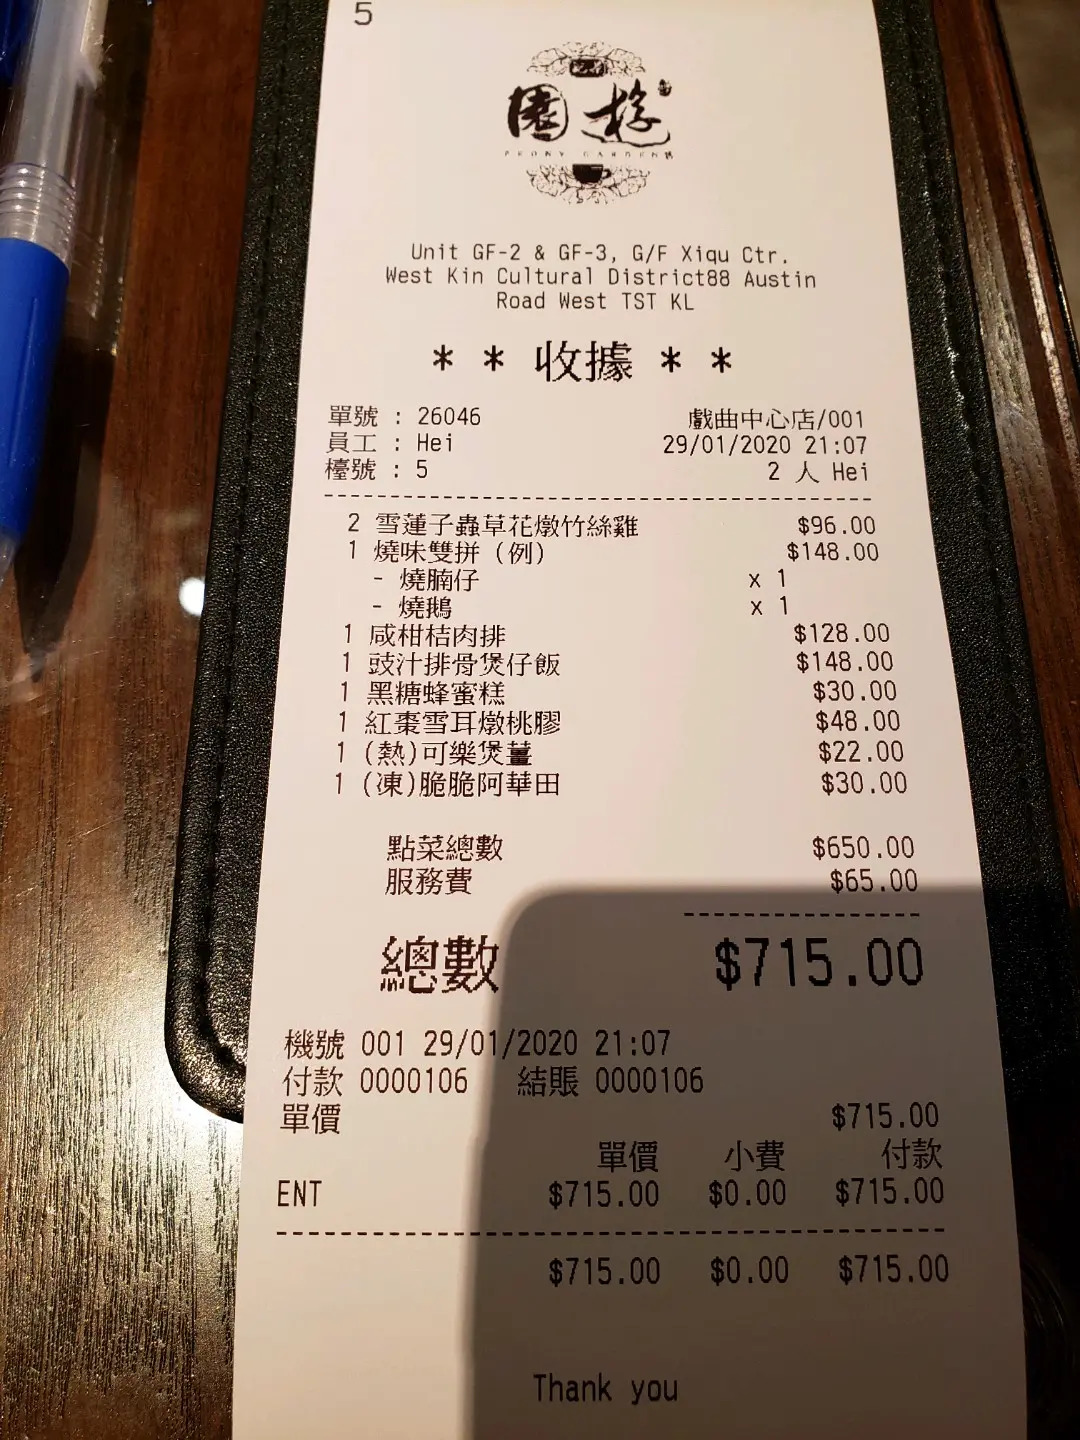 5
園遊
PEONY GARDEN
Unit GF-2 & GF-3, G/F Xiqu Ctr.
West Kin Cultural District88 Austin
Road West TST KL
* * 收據 * *
單號 : 26046 戲曲中心店/001
員工 : Hei 29/01/2020 21:07
檯號 : 5 2 人 Hei
2 雪蓮子蟲草花燉竹絲雞 $96.00
1 燒味雙拼 (例) $148.00
- 燒腩仔 x 1
- 燒鵝 x 1
1 咸柑桔肉排 $128.00
1 豉汁排骨煲仔飯 $148.00
1 黑糖蜂蜜糕 $30.00
1 紅棗雪耳燉桃膠 $48.00
1 (熱)可樂煲薑 $22.00
1 (凍)脆脆阿華田 $30.00
點菜總數 $650.00
服務費 $65.00
總數 $715.00
機號 001 29/01/2020 21:07
付款 0000106 結賬 0000106
單價 $715.00
單價 小費 付款
ENT $715.00 $0.00 $715.00
$715.00 $0.00 $715.00
Thank you